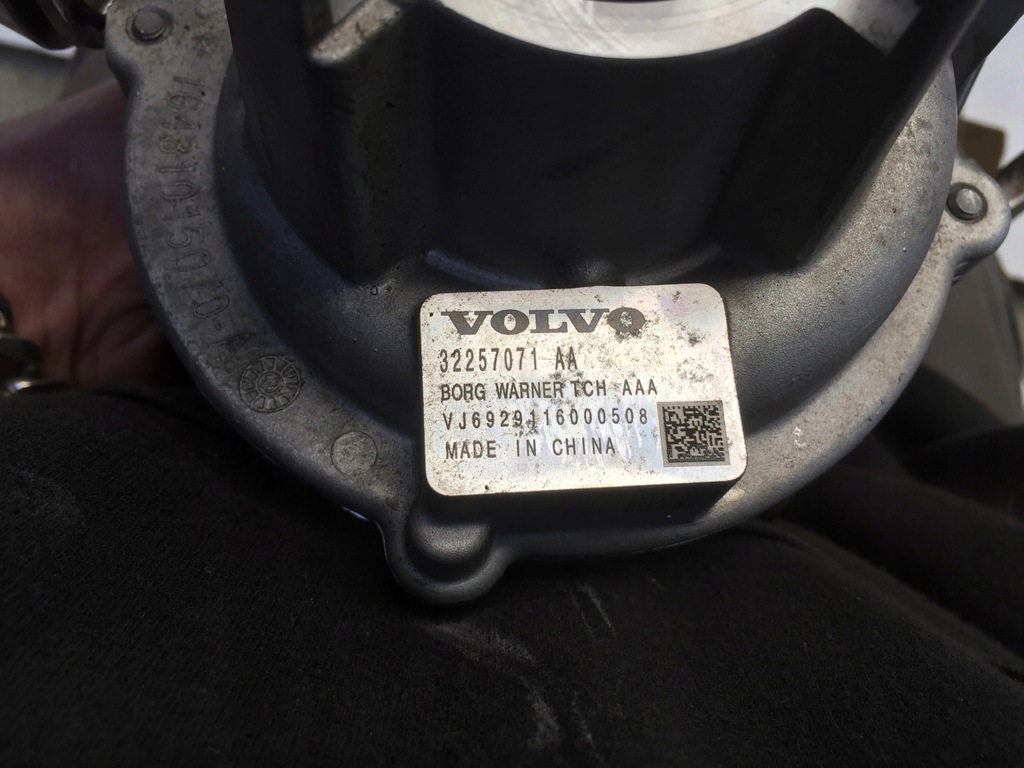 VOLVO
32257071 AA
BORG WARNER TCH AAA
VJ6929116000508
MADE IN CHINA